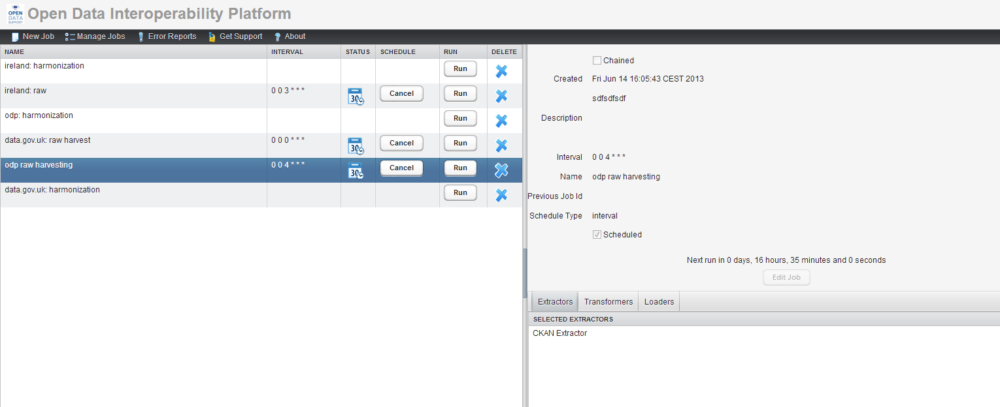 OPEN
DATA
SUPPORT
Open Data Interoperability Platform
New Job Manage Jobs Error Reports Get Support About
NAME INTERVAL STATUS SCHEDULE RUN DELETE
ireland: harmonization Run
ireland: raw 0 0 3 * * * 30 Cancel Run
odp: harmonization Run
data.gov.uk: raw harvest 0 0 0 * * * 30 Cancel Run
odp raw harvesting 0 0 4 * * * 30 Cancel Run
data.gov.uk: harmonization Run
Chained
Created Fri Jun 14 16:05:43 CEST 2013
sdfsdfsdf
Description
Interval 0 0 4 * * *
Name odp raw harvesting
Previous Job Id
Schedule Type interval
Scheduled
Next run in 0 days, 16 hours, 35 minutes and 0 seconds
Edit Job
Extractors Transformers Loaders
SELECTED EXTRACTORS
CKAN Extractor